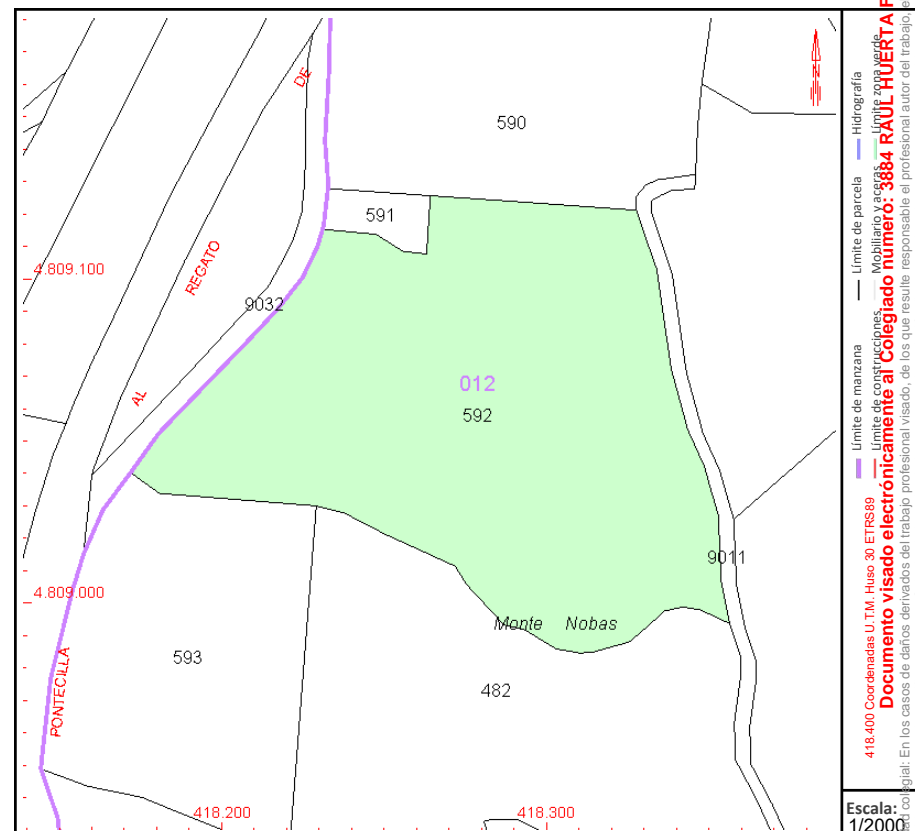 590
591
DE
REGATO
4.809.100
9032
AL
012
592
9011
4.809.000
Monte Nobas
593
482
PONTECILLA
418.200
418.300
N
Límite de manzana
Límite de parcela
Hidrografía
Límite de construcciones
Mobiliario y aceras
Límite zona verde
418.400 Coordenadas U.T.M. Huso 30 ETRS89
Documento visado electrónicamente al Colegiado número: 3884 RAUL HUERTA
colegial: En los casos de daños derivados del trabajo profesional visado, de los que resulte responsable el profesional autor del trabajo,
Escala:
1/2000